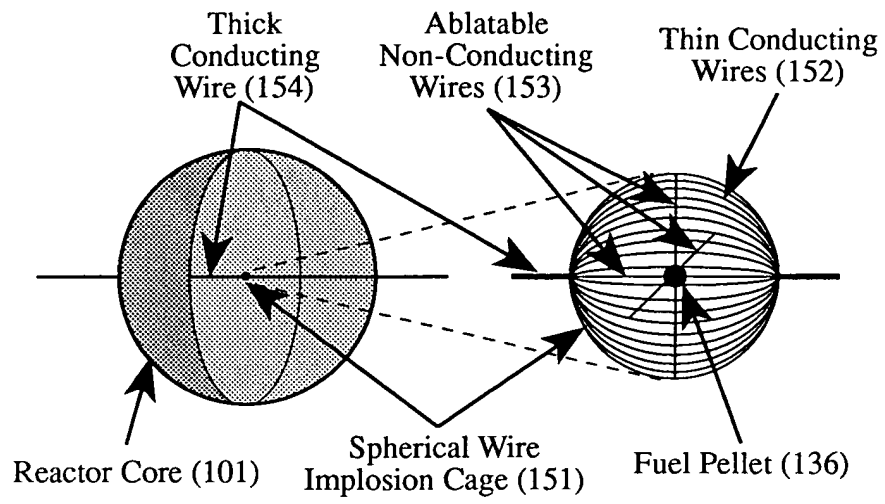 Thick
Conducting
Wire (154)
Ablatable
Non-Conducting
Wires (153)
Thin Conducting
Wires (152)
Reactor Core (101)
Spherical Wire
Implosion Cage (151)
Fuel Pellet (136)